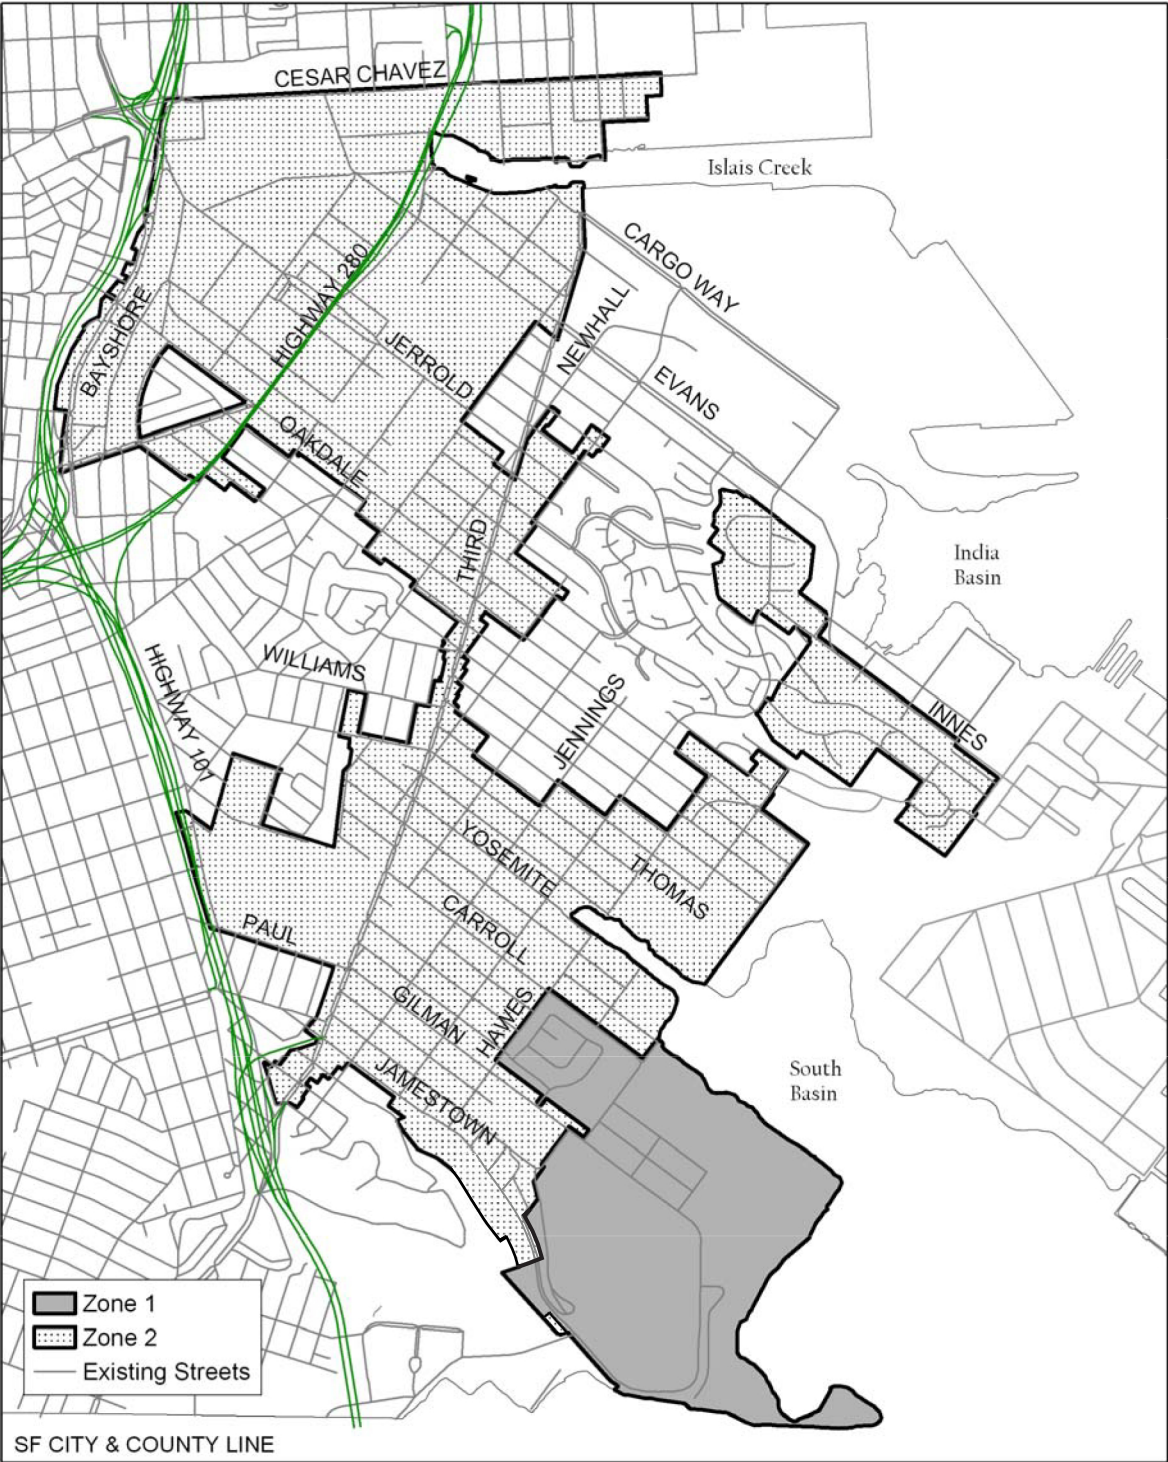 CESAR CHAVEZ
Islais Creek
CARGO WAY
HIGHWAY 280
NEWHALL
BAYSHORE
JERROLD
EVANS
OAKDALE
THIRD
India
Basin
WILLIAMS
HIGHWAY 101
JENNINGS
INNES
YOSEMITE
THOMAS
CARROLL
PAUL
GILMAN
HAWES
JAMESTOWN
South
Basin
Zone 1
Zone 2
Existing Streets
SF CITY & COUNTY LINE